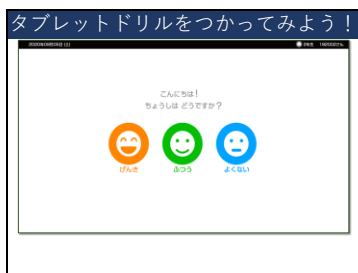 タブレットドリルをつかってみよう！
こんにちは！
ちょうしは どうですか？
げんき ふつう よくない